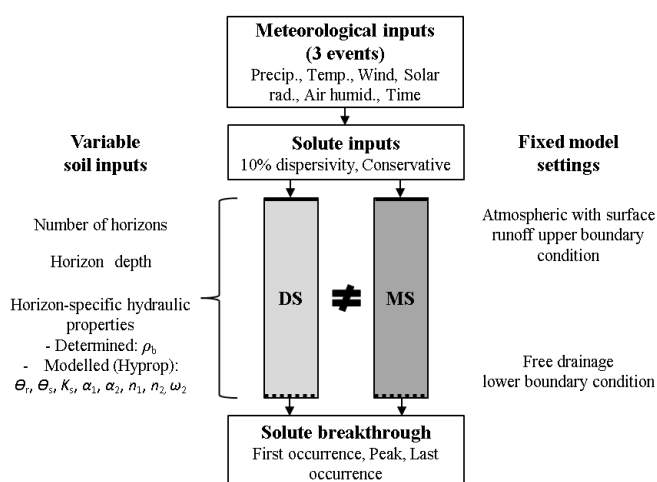 Meteorological inputs
(3 events)
Precip., Temp., Wind, Solar
rad., Air humid., Time
Variable
soil inputs
Solute inputs
10% dispersivity, Conservative
Fixed model
settings
Number of horizons
Horizon depth
Horizon-specific hydraulic
properties
- Determined: ρb
- Modelled (Hyprop):
Θr, Θs, Ks, α1, α2, n1, n2, ω2
DS
≠
MS
Atmospheric with surface
runoff upper boundary
condition
Free drainage
lower boundary condition
Solute breakthrough
First occurrence, Peak, Last
occurrence